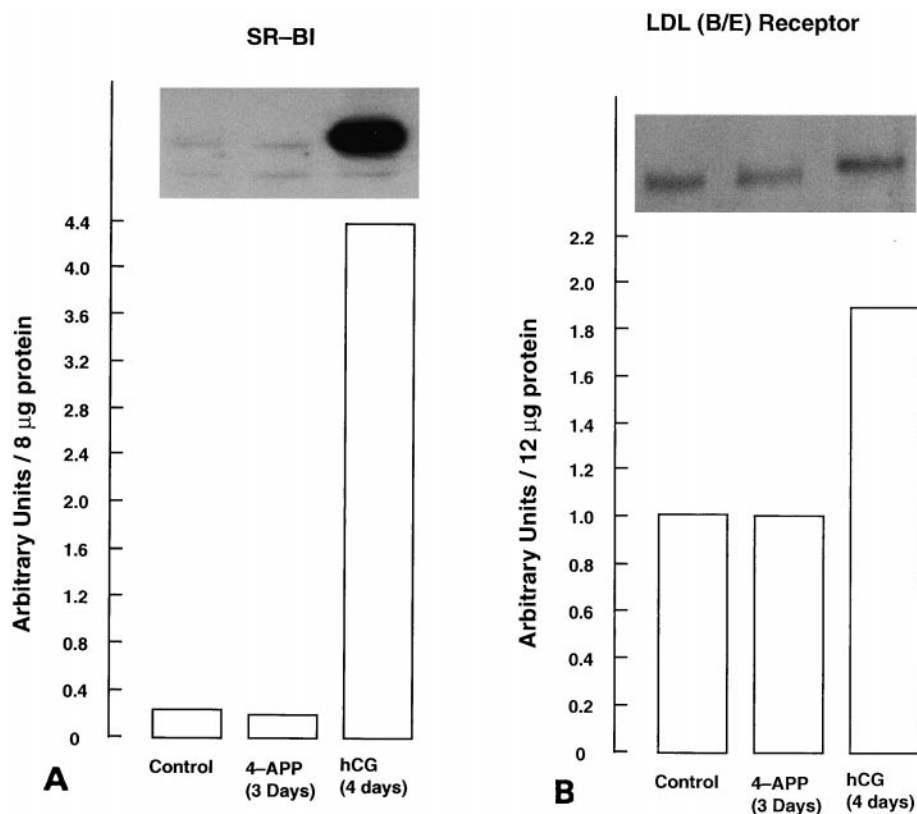 SR–BI
4.4
4.0
3.6
3.2
2.8
2.4
2.0
1.6
1.2
0.8
0.4
0
Arbitrary Units / 8 µg protein
Control
4–APP
(3 Days)
hCG
(4 days)
A
LDL (B/E) Receptor
2.2
2.0
1.8
1.6
1.4
1.2
1.0
0.8
0.6
0.4
0.2
0
Arbitrary Units / 12 µg protein
Control
4–APP
(3 Days)
hCG
(4 days)
B